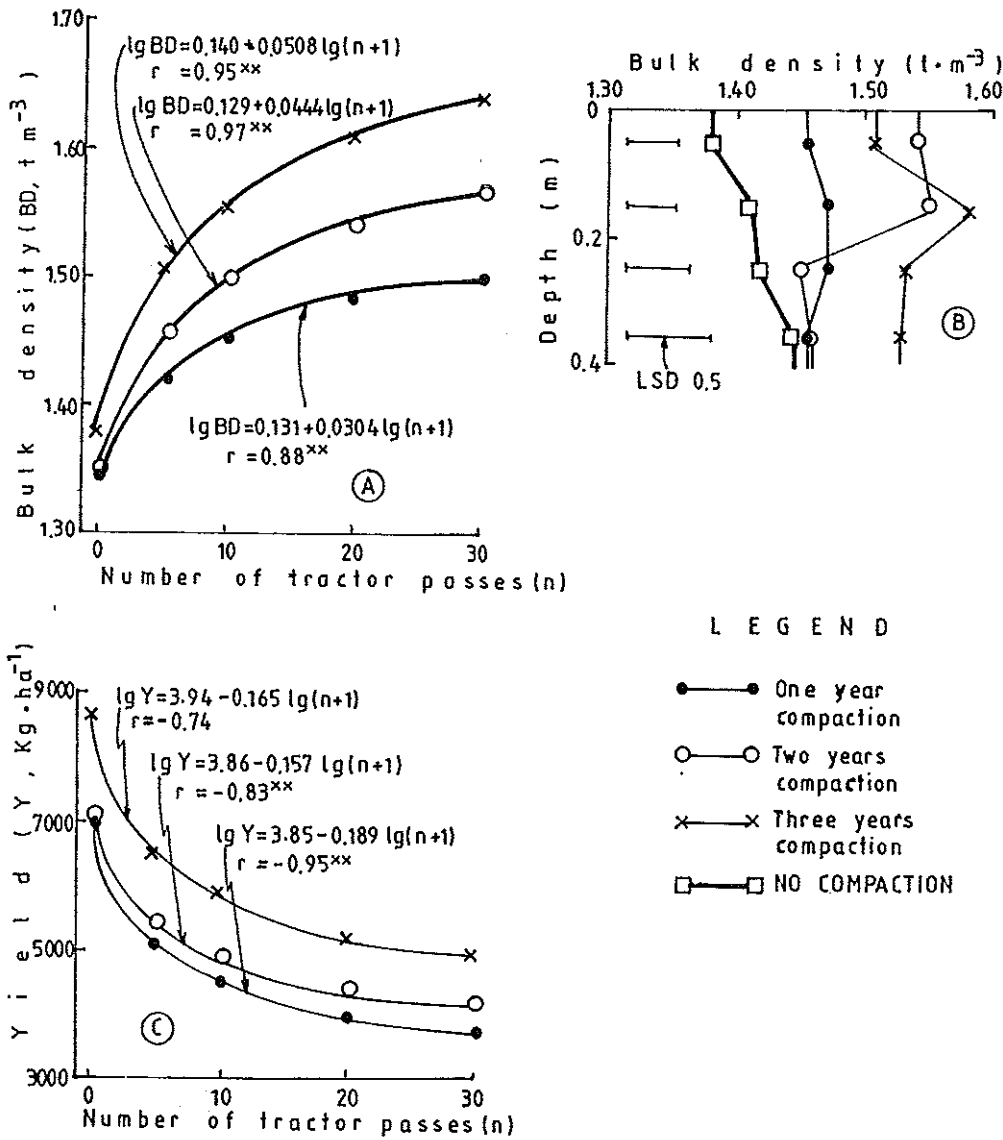 1.70
1.60
1.50
1.40
1.30
Bulk density (BD, t m⁻³)
lg BD=0,140+0,0508 lg(n+1)
r =0,95ˣˣ
lg BD=0,129+0,0444 lg(n+1)
r =0,97ˣˣ
lg BD=0,131+0,0304 lg(n+1)
r =0.88ˣˣ
A
0 10 20 30
Number of tractor passes(n)
Bulk density (t·m⁻³)
1.30 1.40 1.50 1.60
0
0.2
0.4
Depth (m)
LSD 0.5
B
9000
7000
5000
3000
Yield (Y, Kg·ha⁻¹)
lg Y=3.94-0.165 lg(n+1)
r=-0.74
lg Y=3,86-0,157 lg(n+1)
r =-0,83ˣˣ
lg Y=3.85-0.189 lg(n+1)
r =-0.95ˣˣ
C
0 10 20 30
Number of tractor passes(n)
LEGEND
One year
compaction
Two years
compaction
Three years
compaction
NO COMPACTION